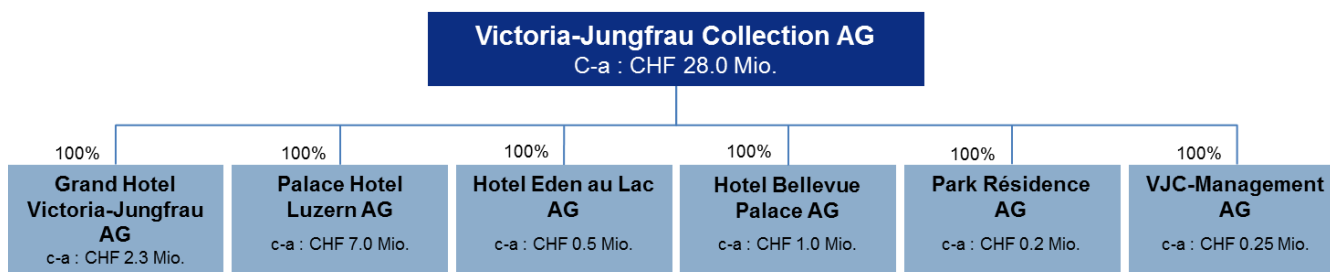 Victoria-Jungfrau Collection AG
C-a : CHF 28.0 Mio.
100%
100%
100%
100%
100%
100%
Grand Hotel
Victoria-Jungfrau
AG
c-a : CHF 2.3 Mio.
Palace Hotel
Luzern AG
c-a : CHF 7.0 Mio.
Hotel Eden au Lac
AG
c-a : CHF 0.5 Mio.
Hotel Bellevue
Palace AG
c-a : CHF 1.0 Mio.
Park Résidence
AG
c-a : CHF 0.2 Mio.
VJC-Management
AG
c-a : CHF 0.25 Mio.